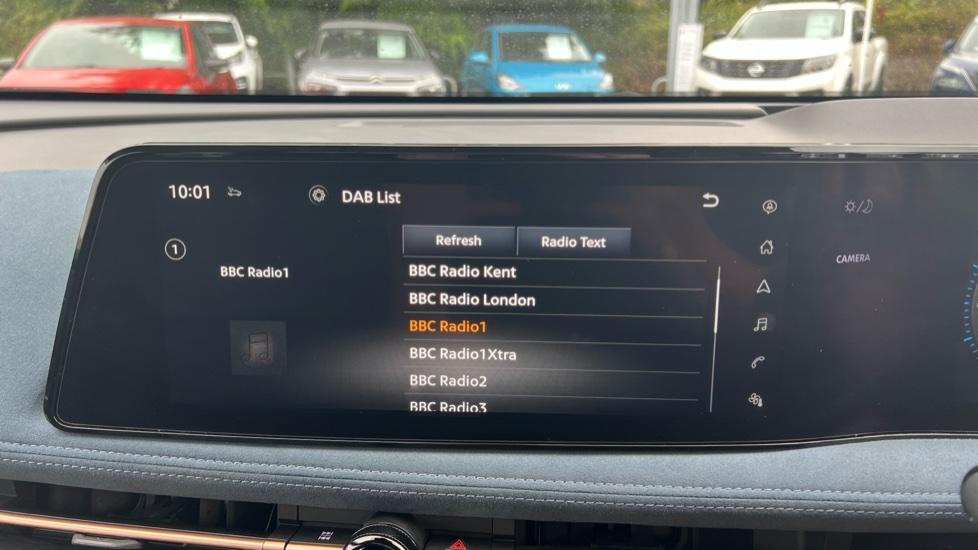 10:01
DAB List
1
Refresh
Radio Text
BBC Radio1
BBC Radio Kent
BBC Radio London
BBC Radio1
BBC Radio1Xtra
BBC Radio2
BBC Radio3
CAMERA